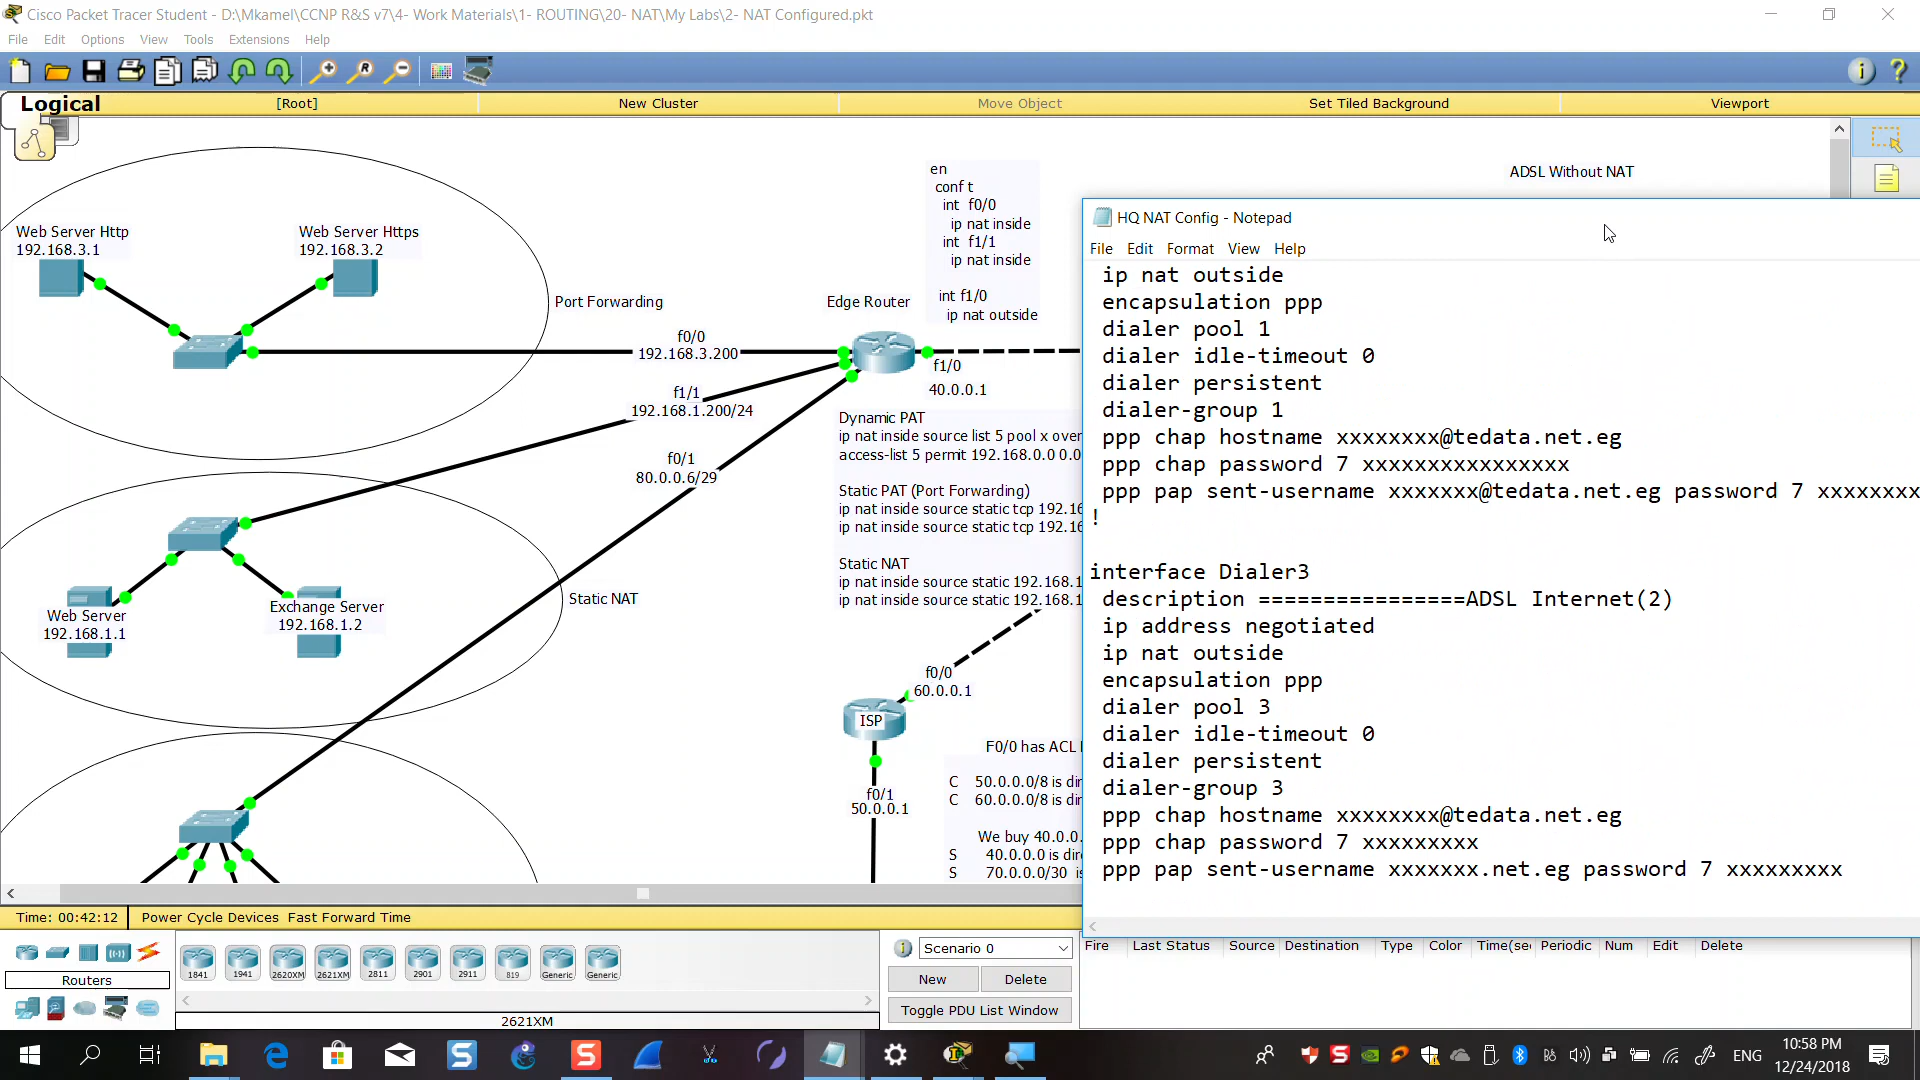 Cisco Packet Tracer Student - D:\Mkamel\CCNP R&S v7\4- Work Materials\1- ROUTING\20- NAT\My Labs\2- NAT Configured.pkt
File Edit Options View Tools Extensions Help
Logical [Root] New Cluster Move Object Set Tiled Background Viewport
Web Server Http
192.168.3.1
Web Server Https
192.168.3.2
Port Forwarding
f0/0
192.168.3.200
f1/1
192.168.1.200/24
f0/1
80.0.0.6/29
Edge Router
en
conf t
int f0/0
ip nat inside
int f1/1
ip nat inside
int f1/0
ip nat outside
f1/0
40.0.0.1
ADSL Without NAT
Dynamic PAT
ip nat inside source list 5 pool x over
access-list 5 permit 192.168.0.0 0.0
Static PAT (Port Forwarding)
ip nat inside source static tcp 192.16
ip nat inside source static tcp 192.16
Static NAT
ip nat inside source static 192.168.1
ip nat inside source static 192.168.1
Web Server
192.168.1.1
Exchange Server
192.168.1.2
Static NAT
f0/0
60.0.0.1
ISP
f0/1
50.0.0.1
F0/0 has ACL
C 50.0.0.0/8 is dir
C 60.0.0.0/8 is dir
We buy 40.0.0.
S 40.0.0.0 is dir
S 70.0.0.0/30 is
HQ NAT Config - Notepad
File Edit Format View Help
ip nat outside
encapsulation ppp
dialer pool 1
dialer idle-timeout 0
dialer persistent
dialer-group 1
ppp chap hostname xxxxxxxx@tedata.net.eg
ppp chap password 7 xxxxxxxxxxxxxxxx
ppp pap sent-username xxxxxxx@tedata.net.eg password 7 xxxxxxxx
!
interface Dialer3
description ================ADSL Internet(2)
ip address negotiated
ip nat outside
encapsulation ppp
dialer pool 3
dialer idle-timeout 0
dialer persistent
dialer-group 3
ppp chap hostname xxxxxxxx@tedata.net.eg
ppp chap password 7 xxxxxxxxx
ppp pap sent-username xxxxxxx.net.eg password 7 xxxxxxxxx
Time: 00:42:12 Power Cycle Devices Fast Forward Time
Routers
1841 1941 2620XM 2621XM 2811 2901 2911 819 Generic Generic
2621XM
Scenario 0
New Delete
Toggle PDU List Window
Fire Last Status Source Destination Type Color Time(se Periodic Num Edit Delete
ENG
10:58 PM
12/24/2018